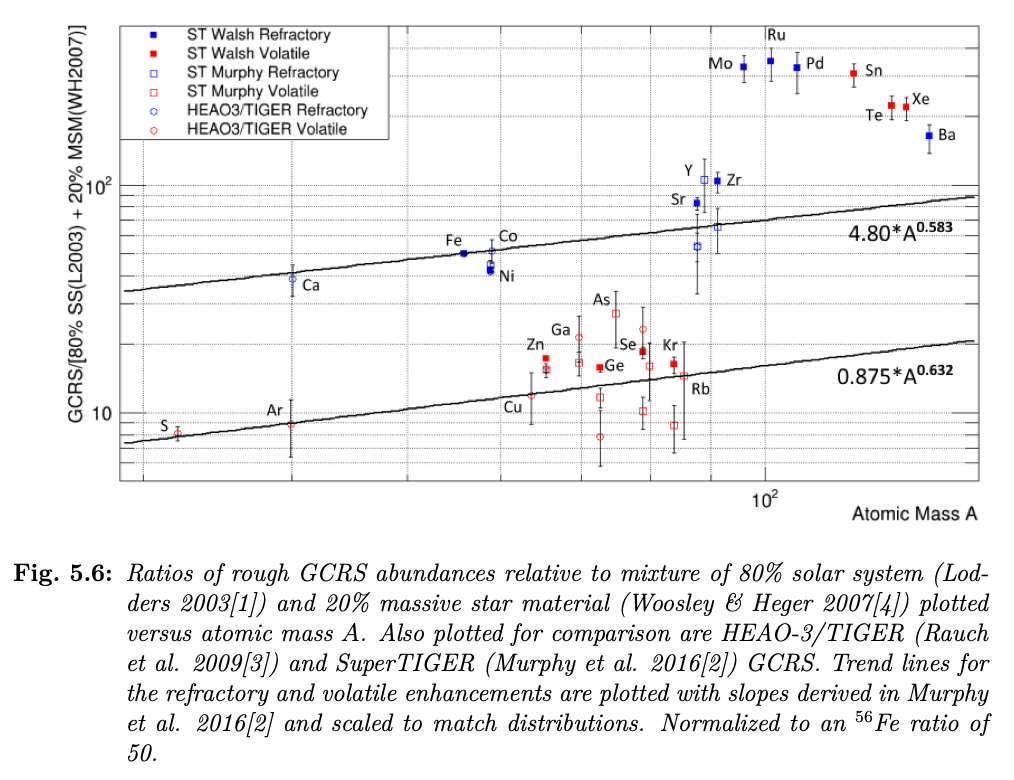 GCRS/[80% SS(L2003) + 20% MSM(WH2007)]
ST Walsh Refractory
ST Walsh Volatile
ST Murphy Refractory
ST Murphy Volatile
HEAO3/TIGER Refractory
HEAO3/TIGER Volatile
Ru
Mo
Pd
Sn
Xe
Te
Ba
Y
Zr
10²
Sr
4.80*A^0.583
Fe
Co
Ca
Ni
As
Ga
Zn
Se
Kr
Ge
0.875*A^0.632
Rb
Cu
Ar
10
S
10²
Atomic Mass A
Fig. 5.6: Ratios of rough GCRS abundances relative to mixture of 80% solar system (Lod-
ders 2003[1]) and 20% massive star material (Woosley & Heger 2007[4]) plotted
versus atomic mass A. Also plotted for comparison are HEAO-3/TIGER (Rauch
et al. 2009[3]) and SuperTIGER (Murphy et al. 2016[2]) GCRS. Trend lines for
the refractory and volatile enhancements are plotted with slopes derived in Murphy
et al. 2016[2] and scaled to match distributions. Normalized to an ⁵⁶Fe ratio of
50.